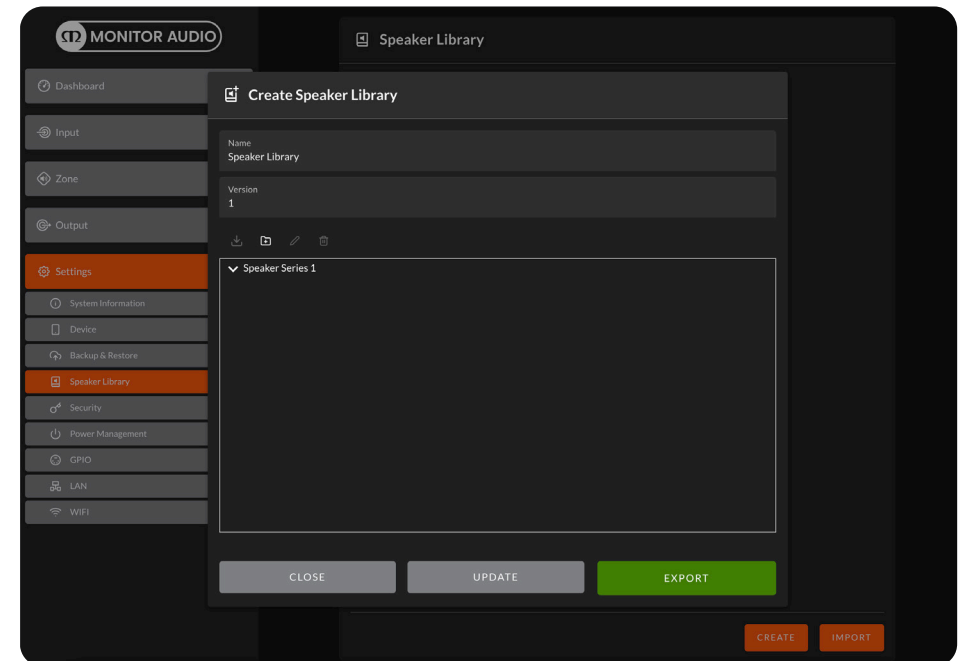 MONITOR AUDIO
Speaker Library
Dashboard
Input
Zone
Output
Settings
System Information
Device
Backup & Restore
Speaker Library
Security
Power Management
GPIO
LAN
WIFI
Create Speaker Library
Name
Speaker Library
Version
1
Speaker Series 1
CLOSE
UPDATE
EXPORT
CREATE
IMPORT